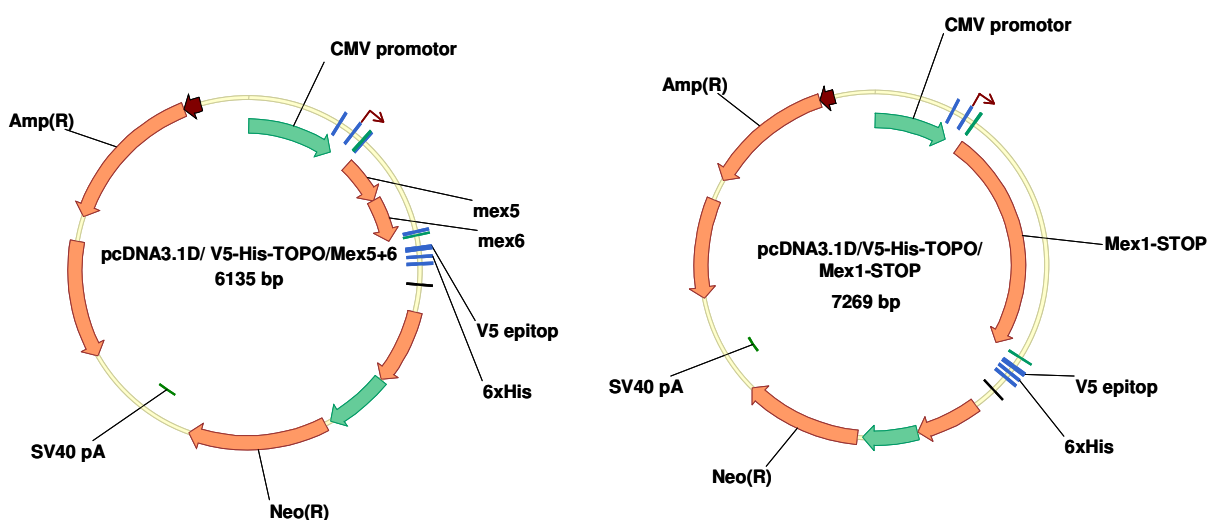 CMV promotor
Amp(R)
mex5
mex6
pcDNA3.1D/ V5-His-TOPO/Mex5+6
6135 bp
V5 epitop
6xHis
SV40 pA
Neo(R)
CMV promotor
Amp(R)
Mex1-STOP
pcDNA3.1D/V5-His-TOPO/
Mex1-STOP
7269 bp
SV40 pA
V5 epitop
6xHis
Neo(R)